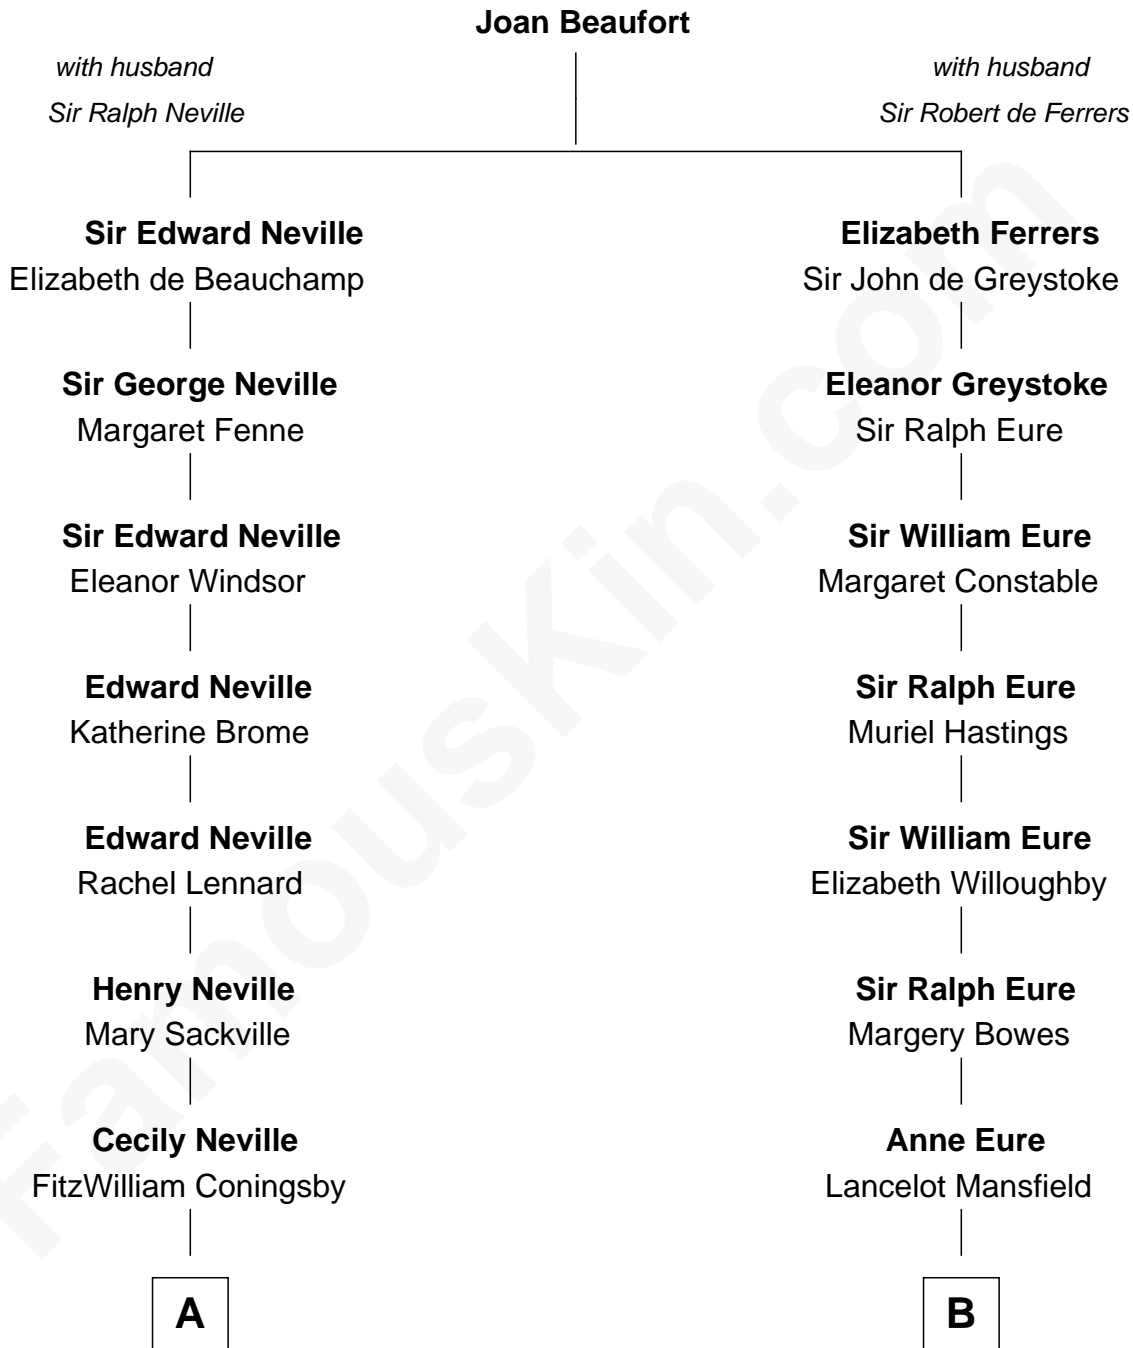 Joan Beaufort
with husband
Sir Ralph Neville
with husband
Sir Robert de Ferrers
Sir Edward Neville
Elizabeth de Beauchamp
Elizabeth Ferrers
Sir John de Greystoke
Sir George Neville
Margaret Fenne
Eleanor Greystoke
Sir Ralph Eure
Sir Edward Neville
Eleanor Windsor
Sir William Eure
Margaret Constable
Edward Neville
Katherine Brome
Sir Ralph Eure
Muriel Hastings
Edward Neville
Rachel Lennard
Sir William Eure
Elizabeth Willoughby
Henry Neville
Mary Sackville
Sir Ralph Eure
Margery Bowes
Cecily Neville
FitzWilliam Coningsby
Anne Eure
Lancelot Mansfield
A
B
FamousKin.com